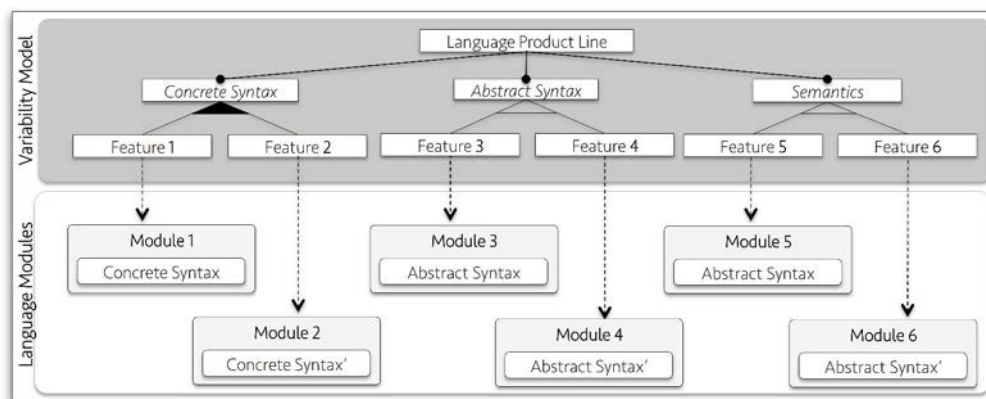 Variability Model
Language Product Line
Concrete Syntax
Abstract Syntax
Semantics
Feature 1
Feature 2
Feature 3
Feature 4
Feature 5
Feature 6
Language Modules
Module 1
Concrete Syntax
Module 3
Abstract Syntax
Module 5
Abstract Syntax
Module 2
Concrete Syntax'
Module 4
Abstract Syntax'
Module 6
Abstract Syntax'